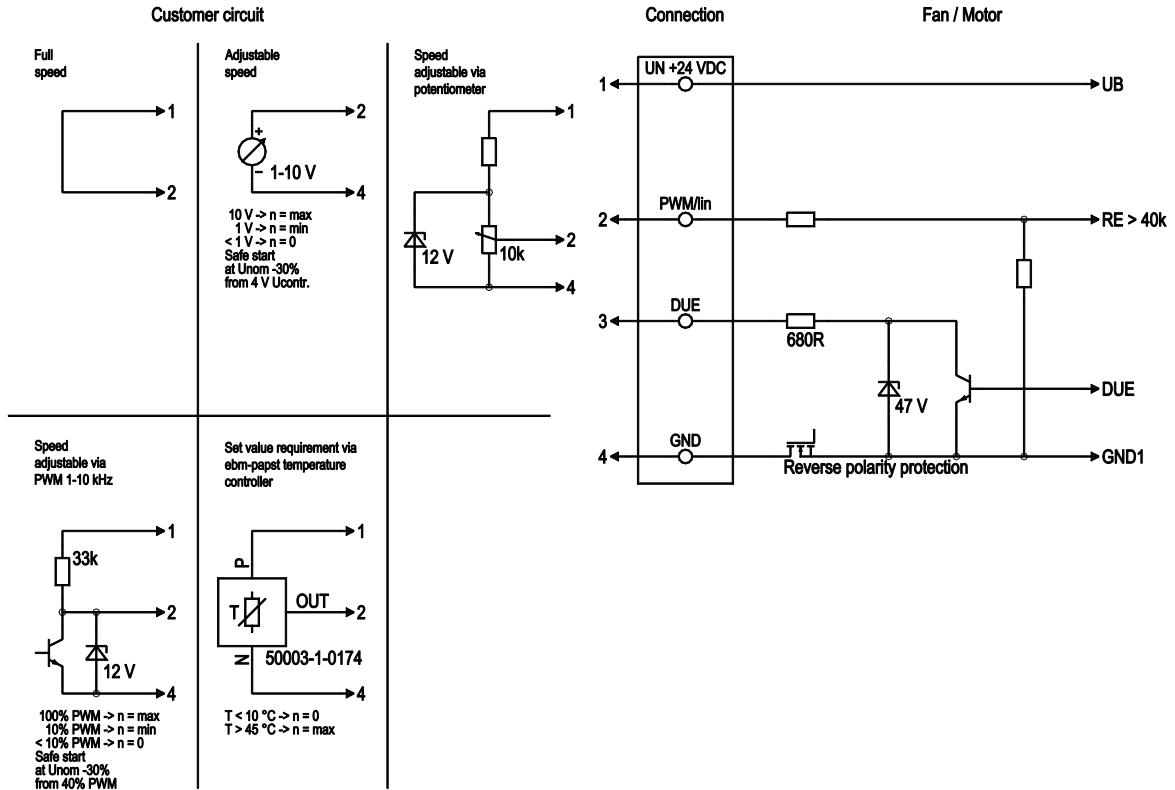 Customer circuit
Connection
Fan / Motor
Full
speed
1
2
Adjustable
speed
2
+
–
1-10 V
4
10 V -> n = max
1 V -> n = min
< 1 V -> n = 0
Safe start
at Unom -30%
from 4 V Ucontr.
Speed
adjustable via
potentiometer
1
12 V
10k
2
4
Speed
adjustable via
PWM 1-10 kHz
1
33k
2
12 V
4
100% PWM -> n = max
10% PWM -> n = min
< 10% PWM -> n = 0
Safe start
at Unom -30%
from 40% PWM
Set value requirement via
ebm-papst temperature
controller
1
P
T
OUT
2
N
50003-1-0174
4
T < 10 °C -> n = 0
T > 45 °C -> n = max
UN +24 VDC
1
UB
PWM/lin
2
RE > 40k
DUE
3
680R
47 V
DUE
GND
4
GND1
Reverse polarity protection